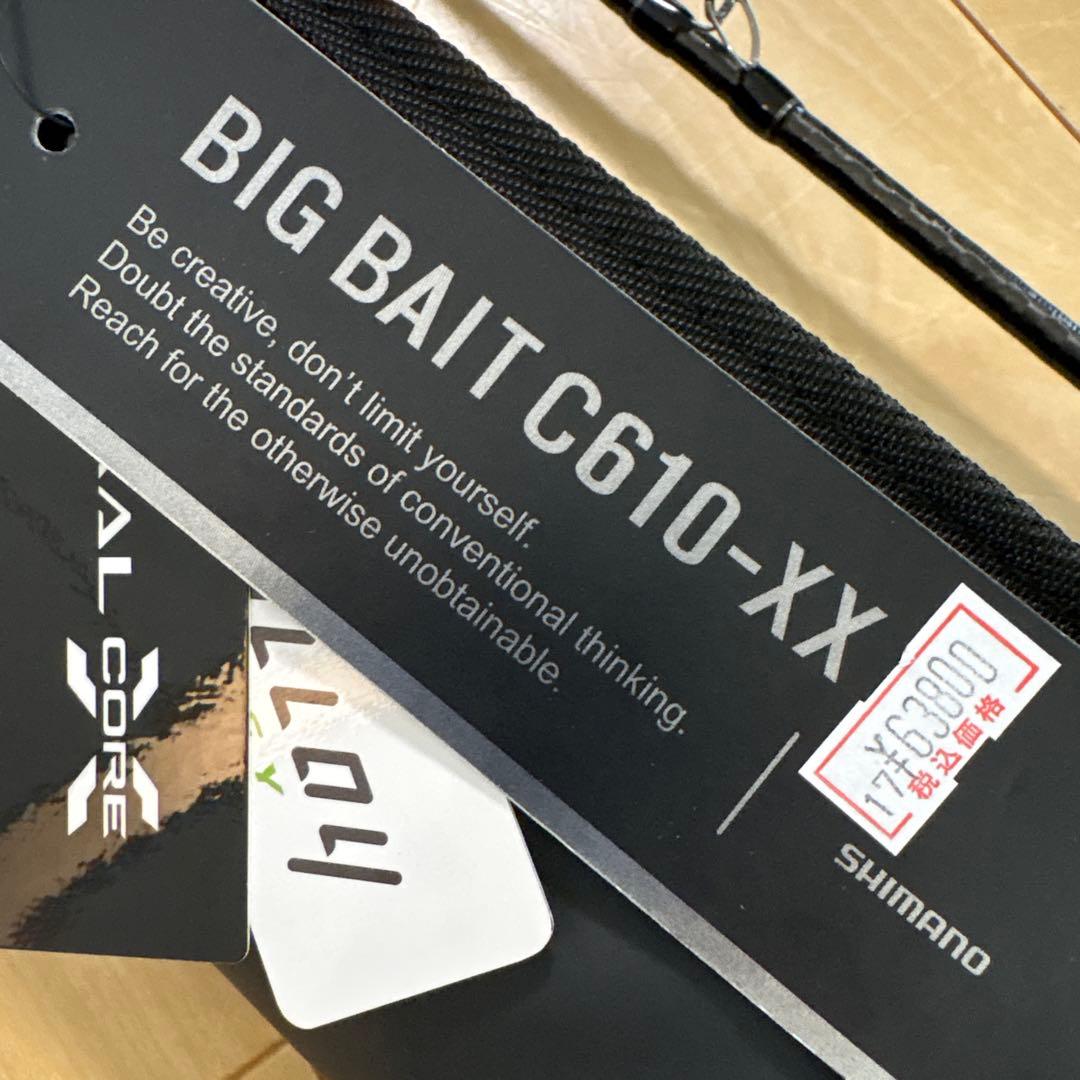 BIG BAIT C610-XX
Be creative, don't limit yourself.
Doubt the standards of conventional thinking.
Reach for the otherwise unobtainable.
17¥63800
税込価格
SHIMANO
AL CORE